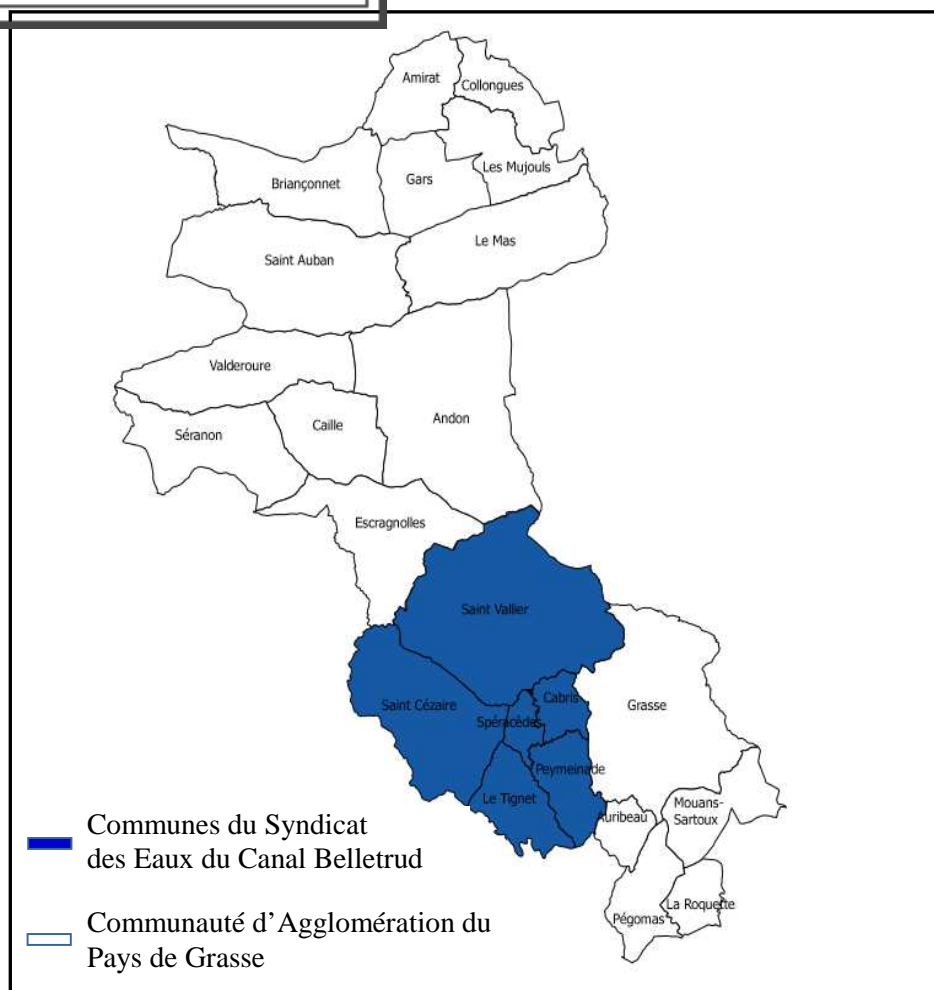 Amirat
Collongues
Les Mujouls
Briançonnet
Gars
Le Mas
Saint Auban
Valderoure
Andon
Caille
Séranon
Escragnolles
Saint Vallier
Cabris
Saint Cézaire
Grasse
Spéracèdes
Peymeinade
Le Tignet
Mouans-
Sartoux
Auribeau
La Roquette
Pégomas
Communes du Syndicat
des Eaux du Canal Belletrud
Communauté d'Agglomération du
Pays de Grasse